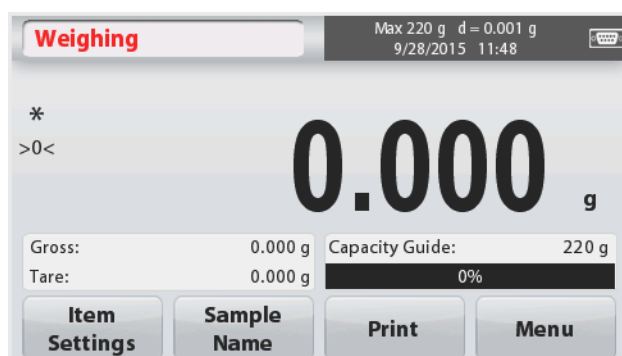 Weighing
Max 220 g d = 0.001 g
9/28/2015 11:48
*
>0<
0.000 g
Gross: 0.000 g
Tare: 0.000 g
Capacity Guide: 220 g
0%
Item
Settings
Sample
Name
Print
Menu